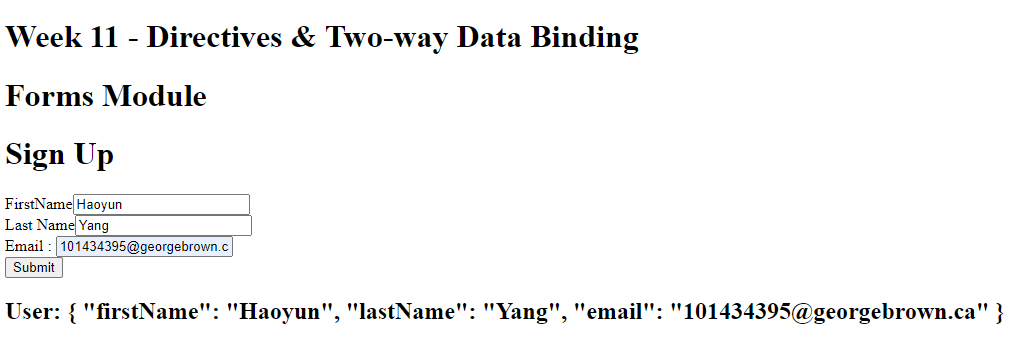 Week 11 - Directives & Two-way Data Binding
Forms Module
Sign Up
FirstName Haoyun
Last Name Yang
Email : 101434395@georgebrown.c
Submit
User: { "firstName": "Haoyun", "lastName": "Yang", "email": "101434395@georgebrown.ca" }